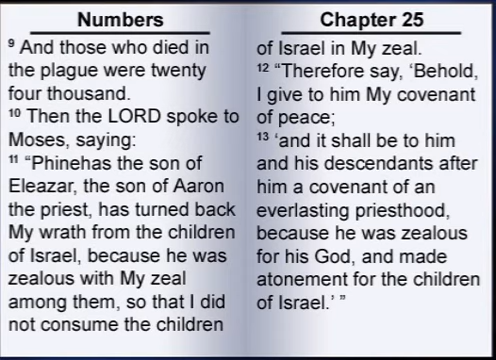 Numbers
⁹ And those who died in
the plague were twenty
four thousand.
¹⁰ Then the LORD spoke to
Moses, saying:
¹¹ “Phinehas the son of
Eleazar, the son of Aaron
the priest, has turned back
My wrath from the children
of Israel, because he was
zealous with My zeal
among them, so that I did
not consume the children
Chapter 25
of Israel in My zeal.
¹² “Therefore say, ‘Behold,
I give to him My covenant
of peace;
¹³ ‘and it shall be to him
and his descendants after
him a covenant of an
everlasting priesthood,
because he was zealous
for his God, and made
atonement for the children
of Israel.’ ”